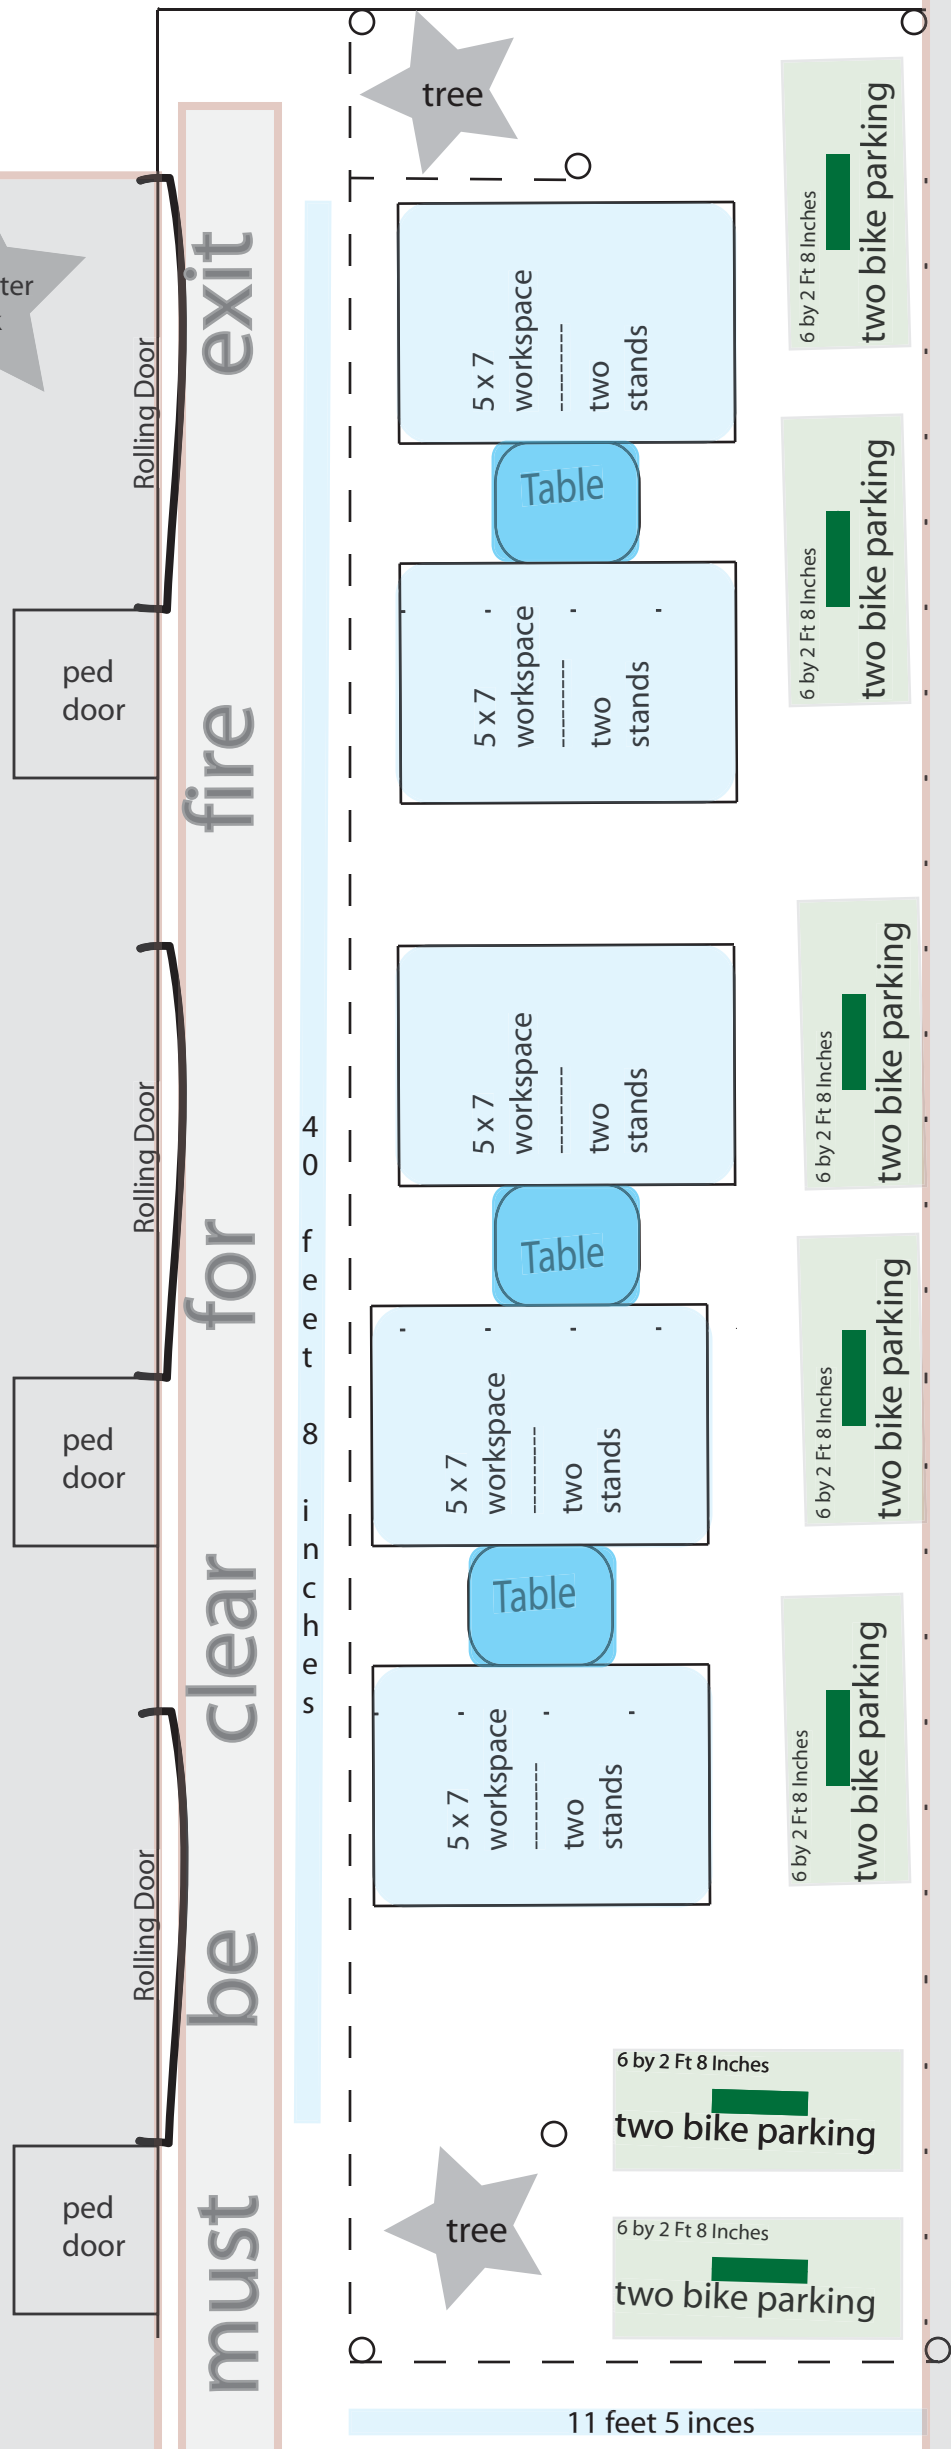 tree
6 by 2 Ft 8 Inches
two bike parking
ter
exit
Rolling Door
5 x 7
workspace
two
stands
Table
6 by 2 Ft 8 Inches
two bike parking
ped
door
fire
5 x 7
workspace
two
stands
6 by 2 Ft 8 Inches
two bike parking
Rolling Door
for
40 feet 8 inches
5 x 7
workspace
two
stands
Table
6 by 2 Ft 8 Inches
two bike parking
ped
door
5 x 7
workspace
two
stands
clear
Table
6 by 2 Ft 8 Inches
two bike parking
Rolling Door
be
5 x 7
workspace
two
stands
6 by 2 Ft 8 Inches
two bike parking
ped
door
must
tree
6 by 2 Ft 8 Inches
two bike parking
11 feet 5 inces